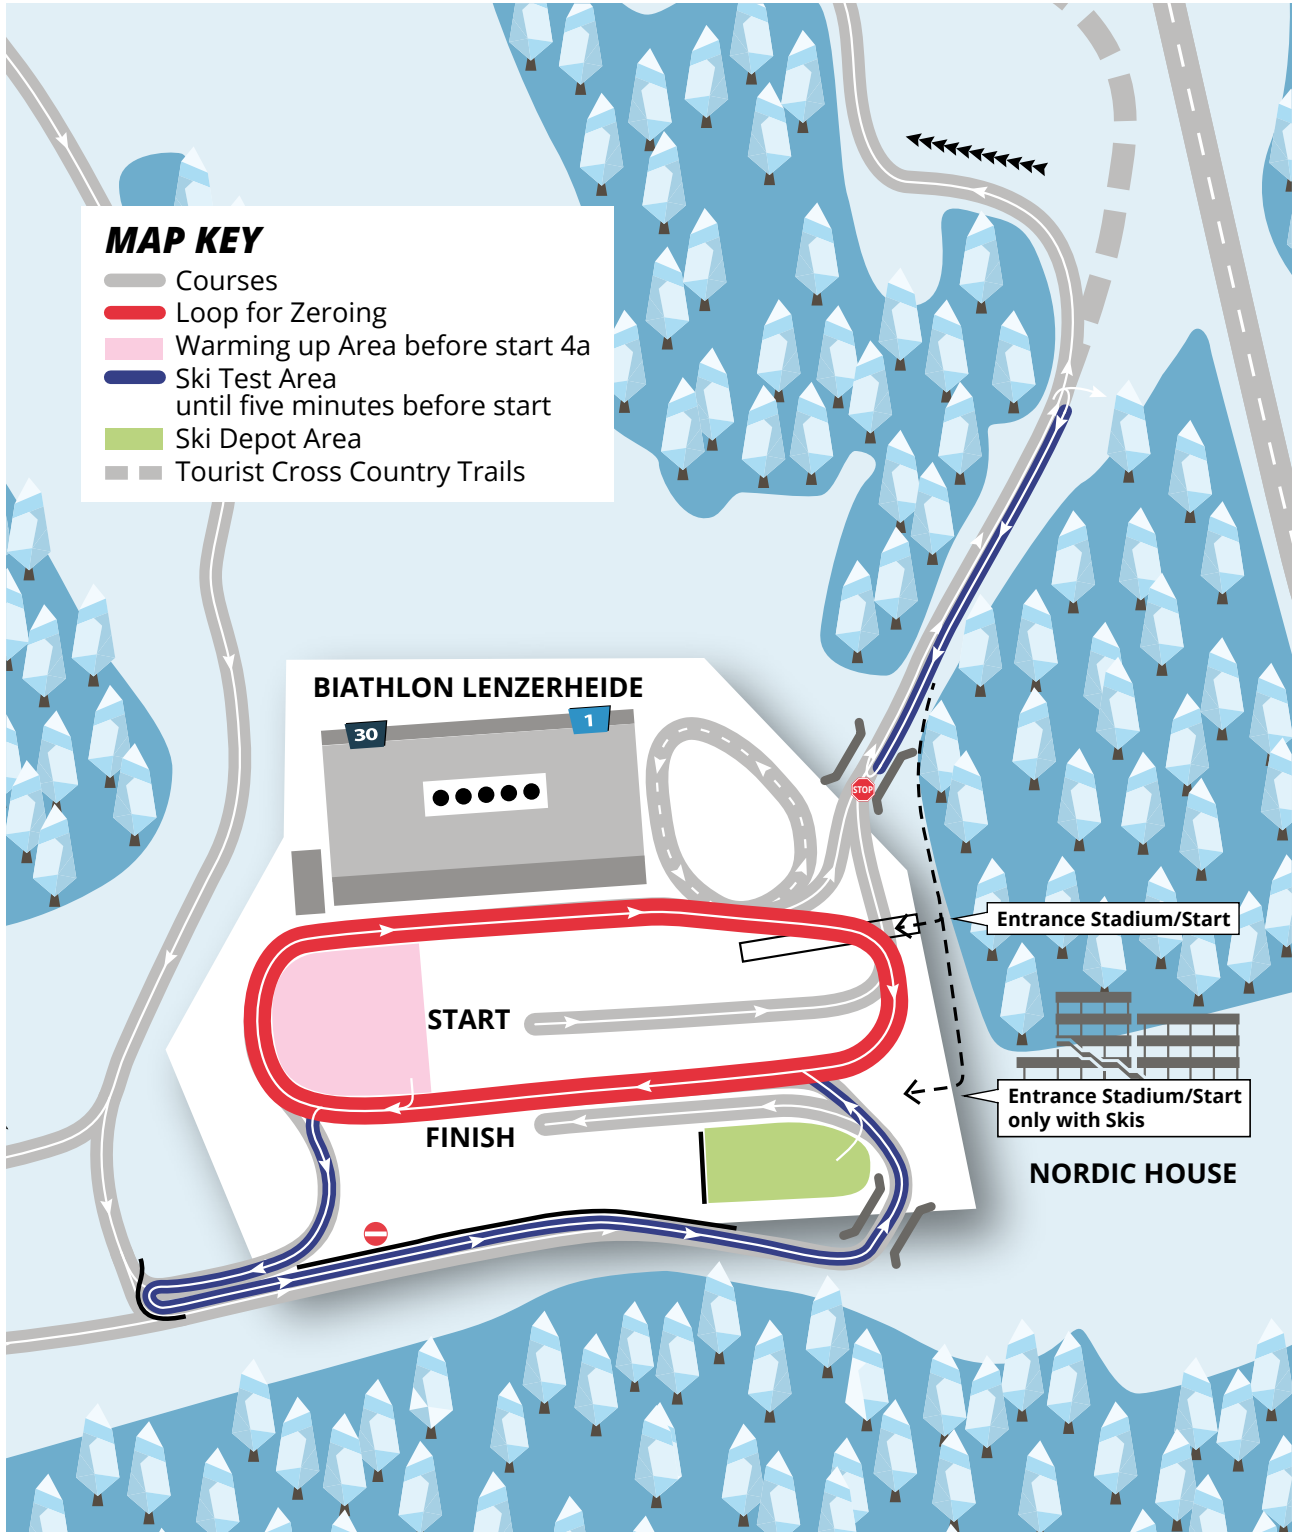 MAP KEY
Courses
Loop for Zeroing
Warming up Area before start 4a
Ski Test Area
until five minutes before start
Ski Depot Area
Tourist Cross Country Trails
BIATHLON LENZERHEIDE
30
1
STOP
Entrance Stadium/Start
START
Entrance Stadium/Start
only with Skis
FINISH
NORDIC HOUSE